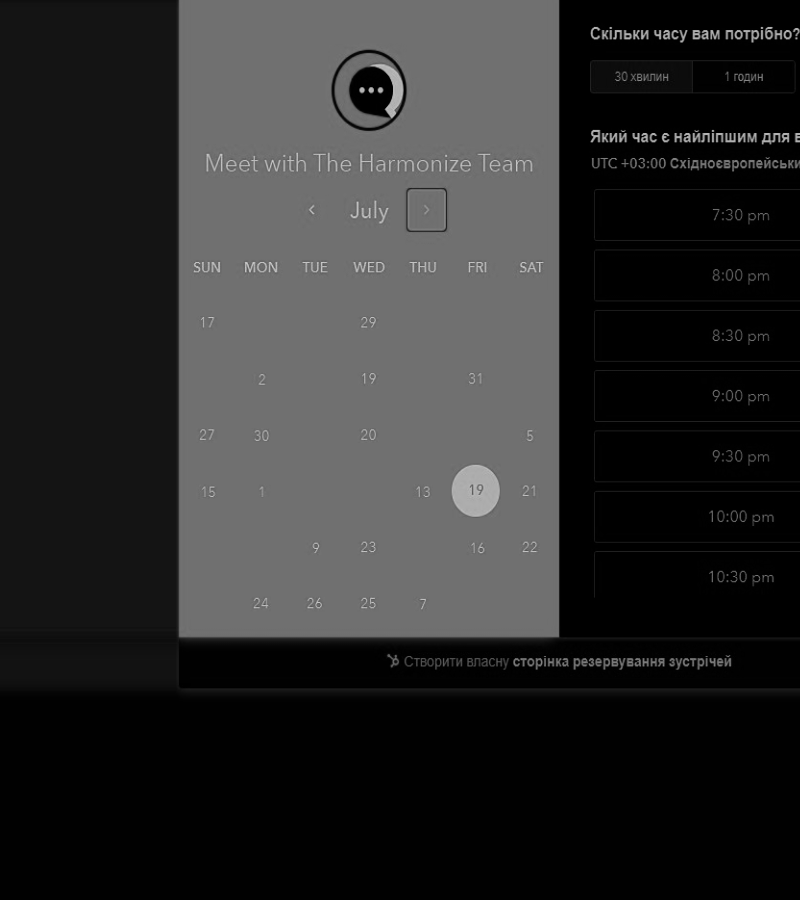 Meet with The Harmonize Team
July
SUN MON TUE WED THU FRI SAT
17 29
2 19 31
27 30 20 5
15 1 13 19 21
9 23 16 22
24 26 25 7
Скільки часу вам потрібно?
30 хвилин 1 годин
Який час є найліпшим для
UTC +03:00
7:30 pm
8:00 pm
8:30 pm
9:00 pm
9:30 pm
10:00 pm
10:30 pm
Створити власну сторінка резервування зустрічей